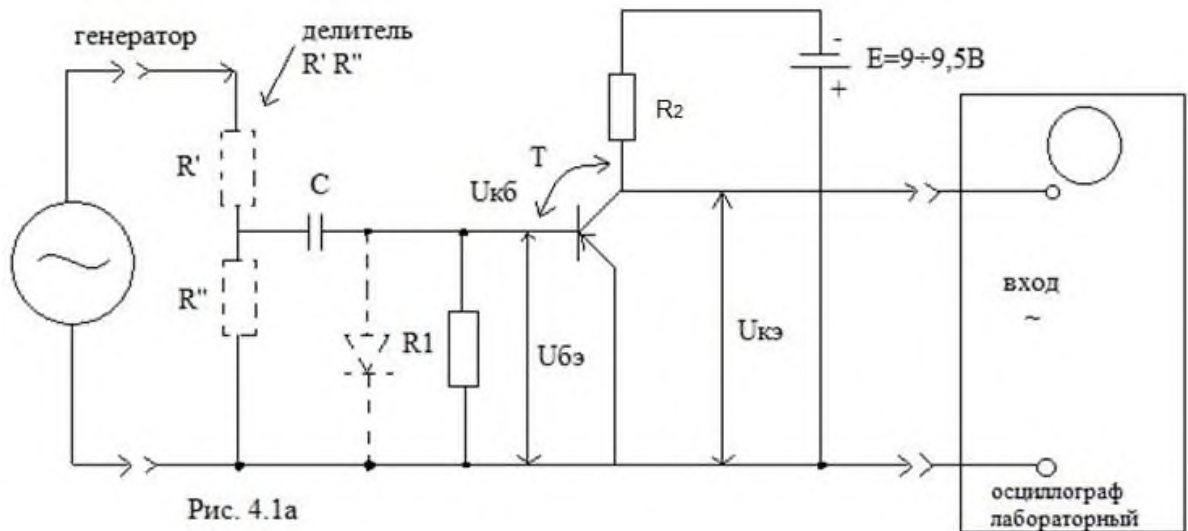 генератор
делитель
R' R"
R'
R"
C
R1
Uбэ
Uкб
T
R2
-
E=9÷9,5В
+
Uкэ
вход
~
осциллограф
лабораторный
Рис. 4.1а